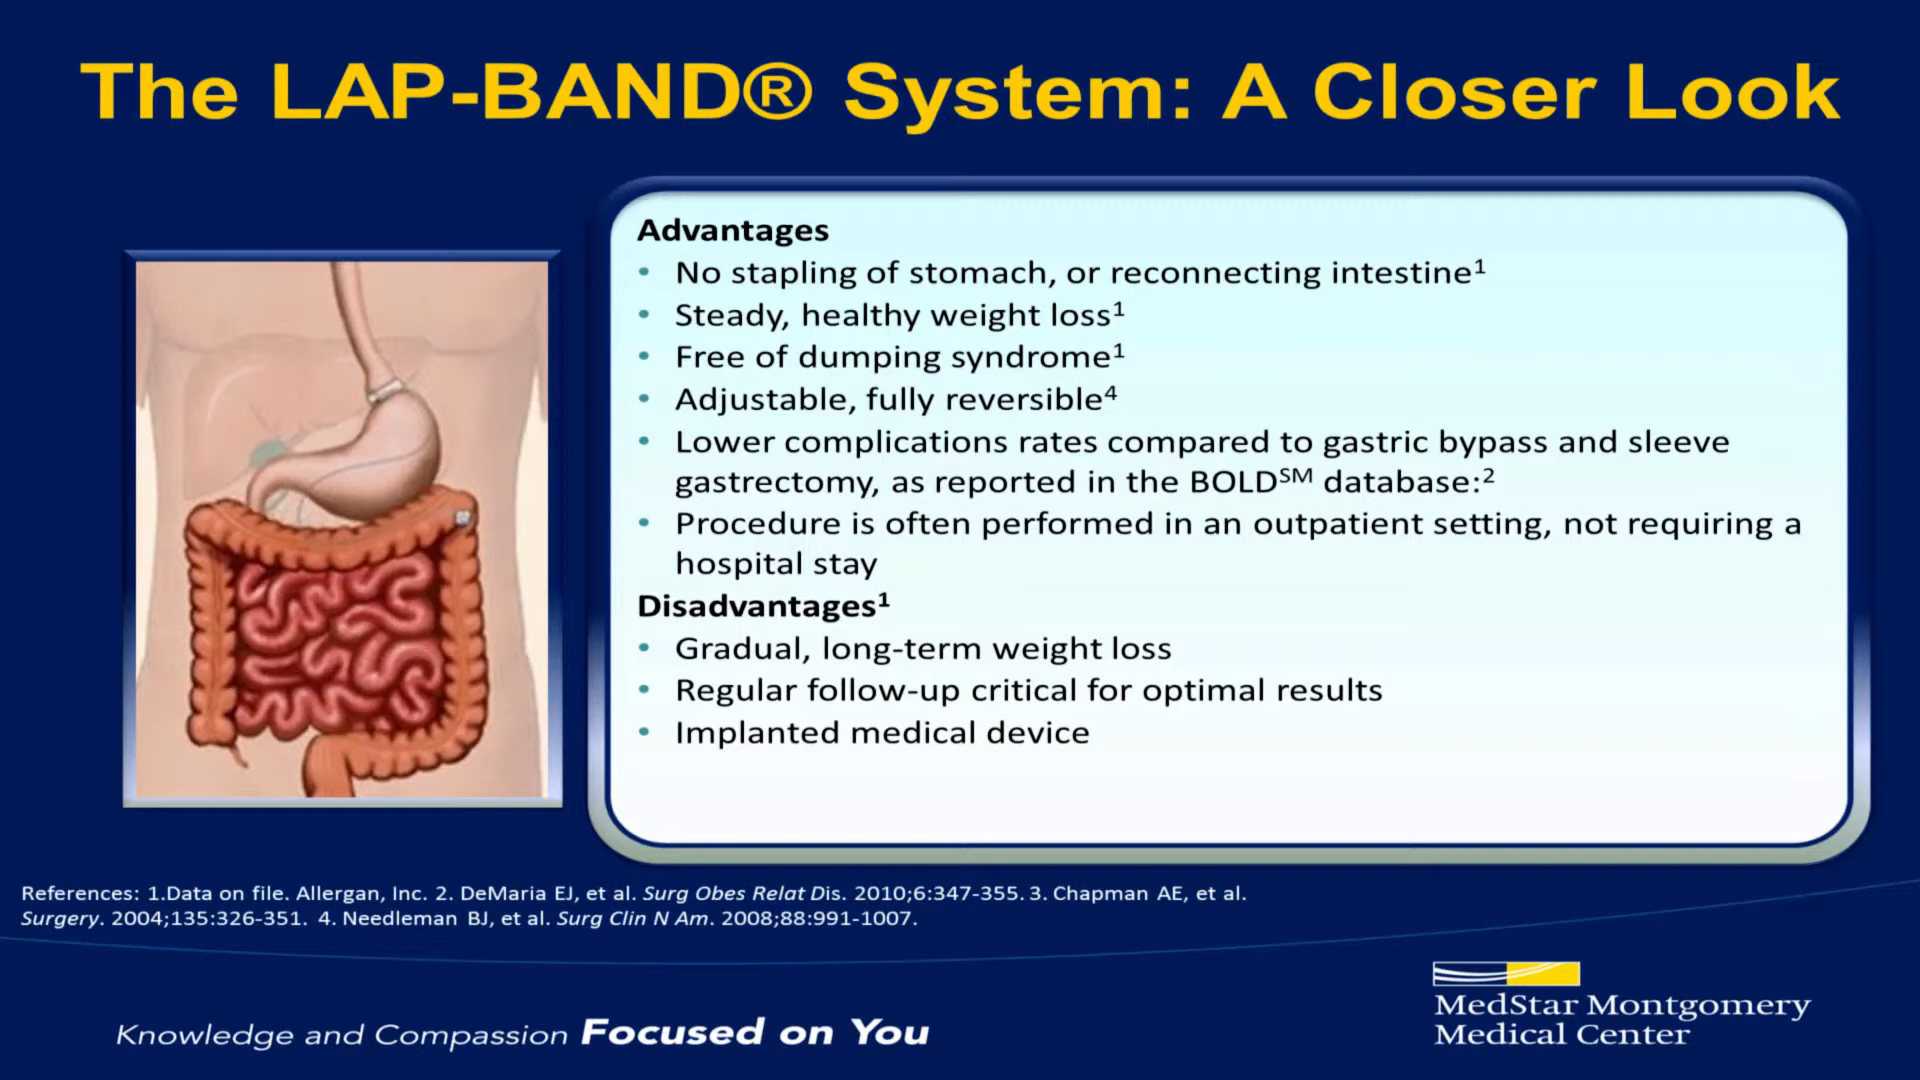 The LAP-BAND® System: A Closer Look
Advantages
• No stapling of stomach, or reconnecting intestine¹
• Steady, healthy weight loss¹
• Free of dumping syndrome¹
• Adjustable, fully reversible⁴
• Lower complications rates compared to gastric bypass and sleeve
gastrectomy, as reported in the BOLDˢᴹ database:²
• Procedure is often performed in an outpatient setting, not requiring a
hospital stay
Disadvantages¹
• Gradual, long-term weight loss
• Regular follow-up critical for optimal results
• Implanted medical device
References: 1.Data on file. Allergan, Inc. 2. DeMaria EJ, et al. Surg Obes Relat Dis. 2010;6:347-355. 3. Chapman AE, et al.
Surgery. 2004;135:326-351. 4. Needleman BJ, et al. Surg Clin N Am. 2008;88:991-1007.
Knowledge and Compassion Focused on You
MedStar Montgomery
Medical Center